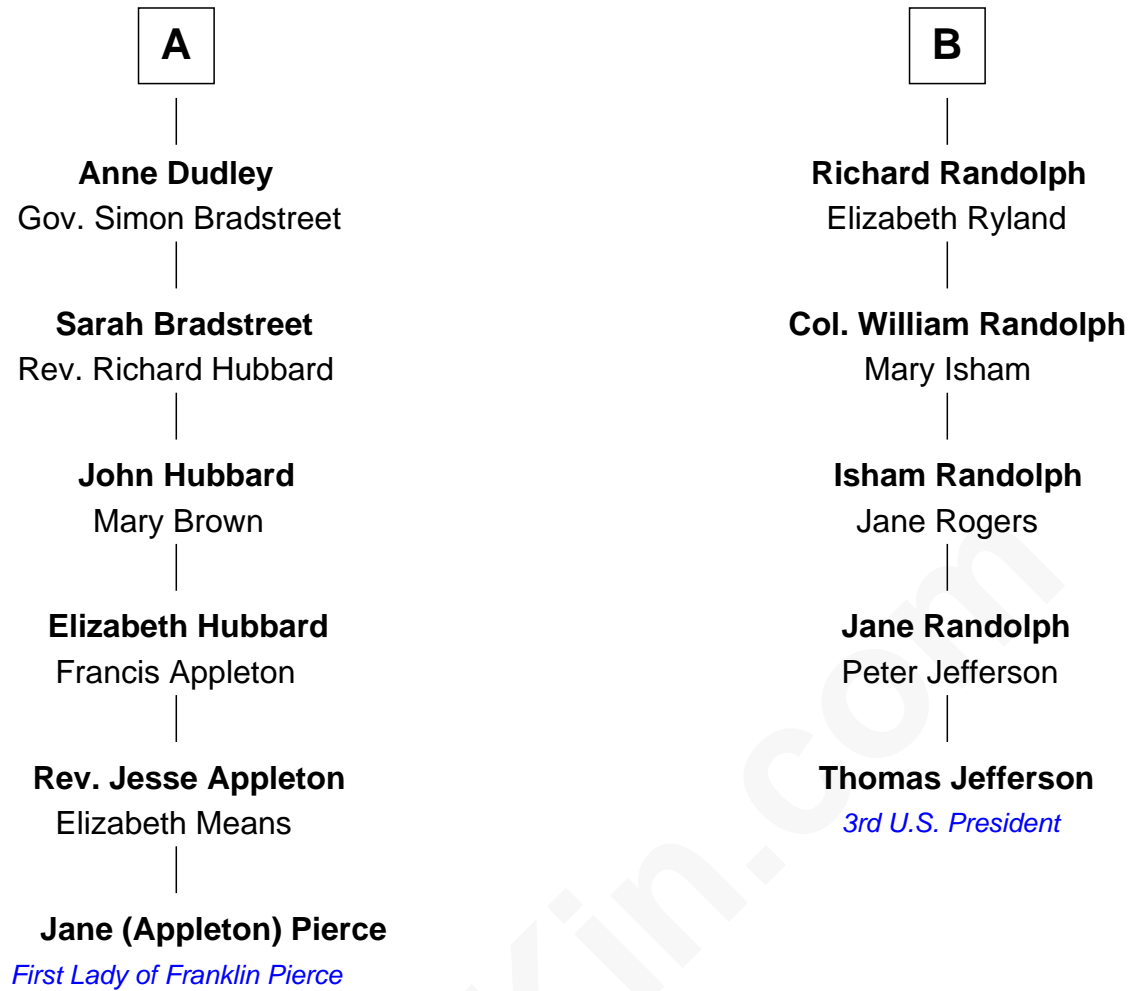 A
Anne Dudley
Gov. Simon Bradstreet
Sarah Bradstreet
Rev. Richard Hubbard
John Hubbard
Mary Brown
Elizabeth Hubbard
Francis Appleton
Rev. Jesse Appleton
Elizabeth Means
Jane (Appleton) Pierce
First Lady of Franklin Pierce
B
Richard Randolph
Elizabeth Ryland
Col. William Randolph
Mary Isham
Isham Randolph
Jane Rogers
Jane Randolph
Peter Jefferson
Thomas Jefferson
3rd U.S. President